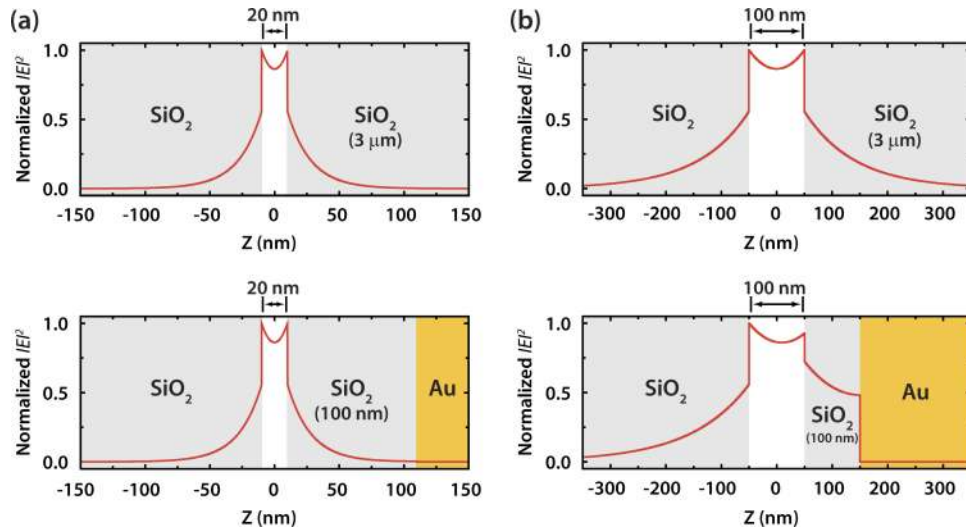 (a)
20 nm
Normalized |E|²
1.0
0.5
0.0
SiO₂
SiO₂
(3 μm)
-150 -100 -50 0 50 100 150
Z (nm)
(b)
100 nm
Normalized |E|²
1.0
0.5
0.0
SiO₂
SiO₂
(3 μm)
-300 -200 -100 0 100 200 300
Z (nm)
20 nm
Normalized |E|²
1.0
0.5
0.0
SiO₂
SiO₂
(100 nm)
Au
-150 -100 -50 0 50 100 150
Z (nm)
100 nm
Normalized |E|²
1.0
0.5
0.0
SiO₂
SiO₂
(100 nm)
Au
-300 -200 -100 0 100 200 300
Z (nm)